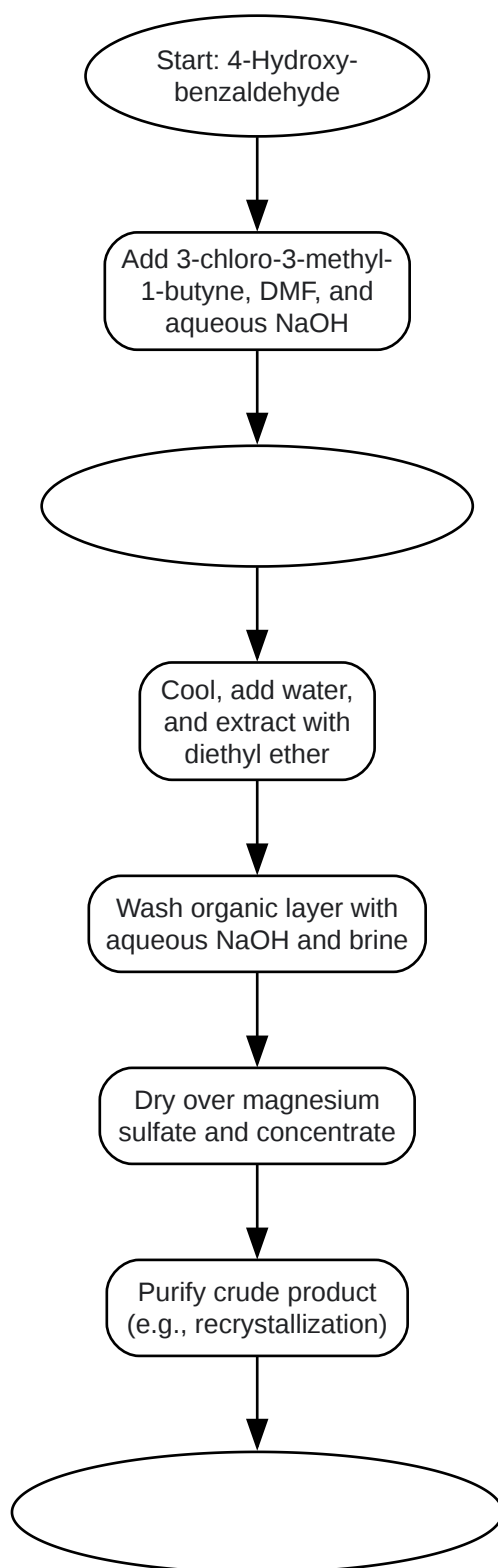 Start: 4-Hydroxy-
benzaldehyde
Add 3-chloro-3-methyl-
1-butyne, DMF, and
aqueous NaOH
Cool, add water,
and extract with
diethyl ether
Wash organic layer with
aqueous NaOH and brine
Dry over magnesium
sulfate and concentrate
Purify crude product
(e.g., recrystallization)